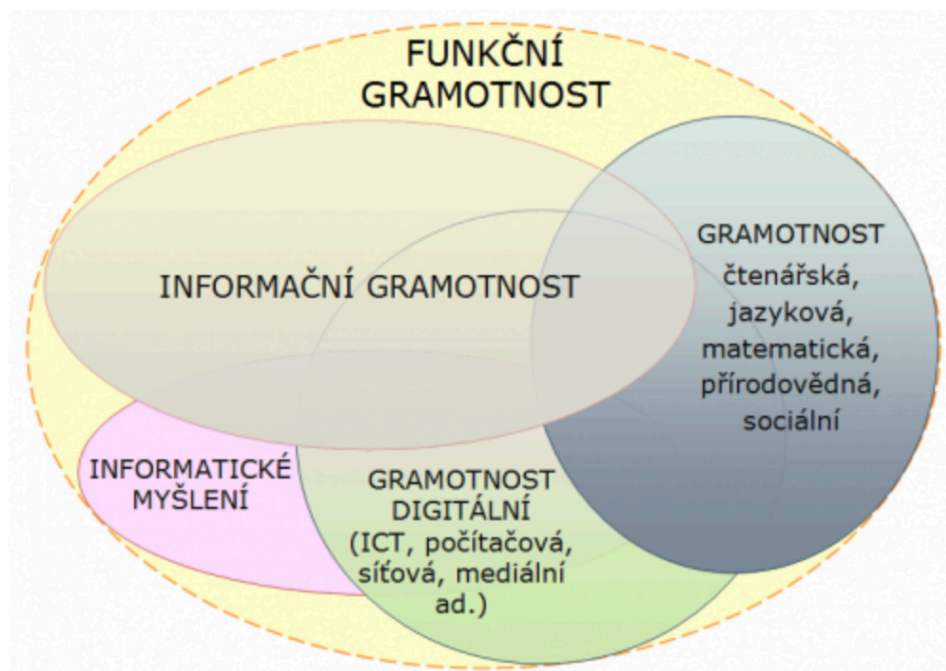 FUNKČNÍ
GRAMOTNOST
INFORMAČNÍ GRAMOTNOST
GRAMOTNOST
čtenářská,
jazyková,
matematická,
přírodovědná,
sociální
INFORMATICKÉ
MYŠLENÍ
GRAMOTNOST
DIGITÁLNÍ
(ICT, počítačová,
síťová, mediální
ad.)